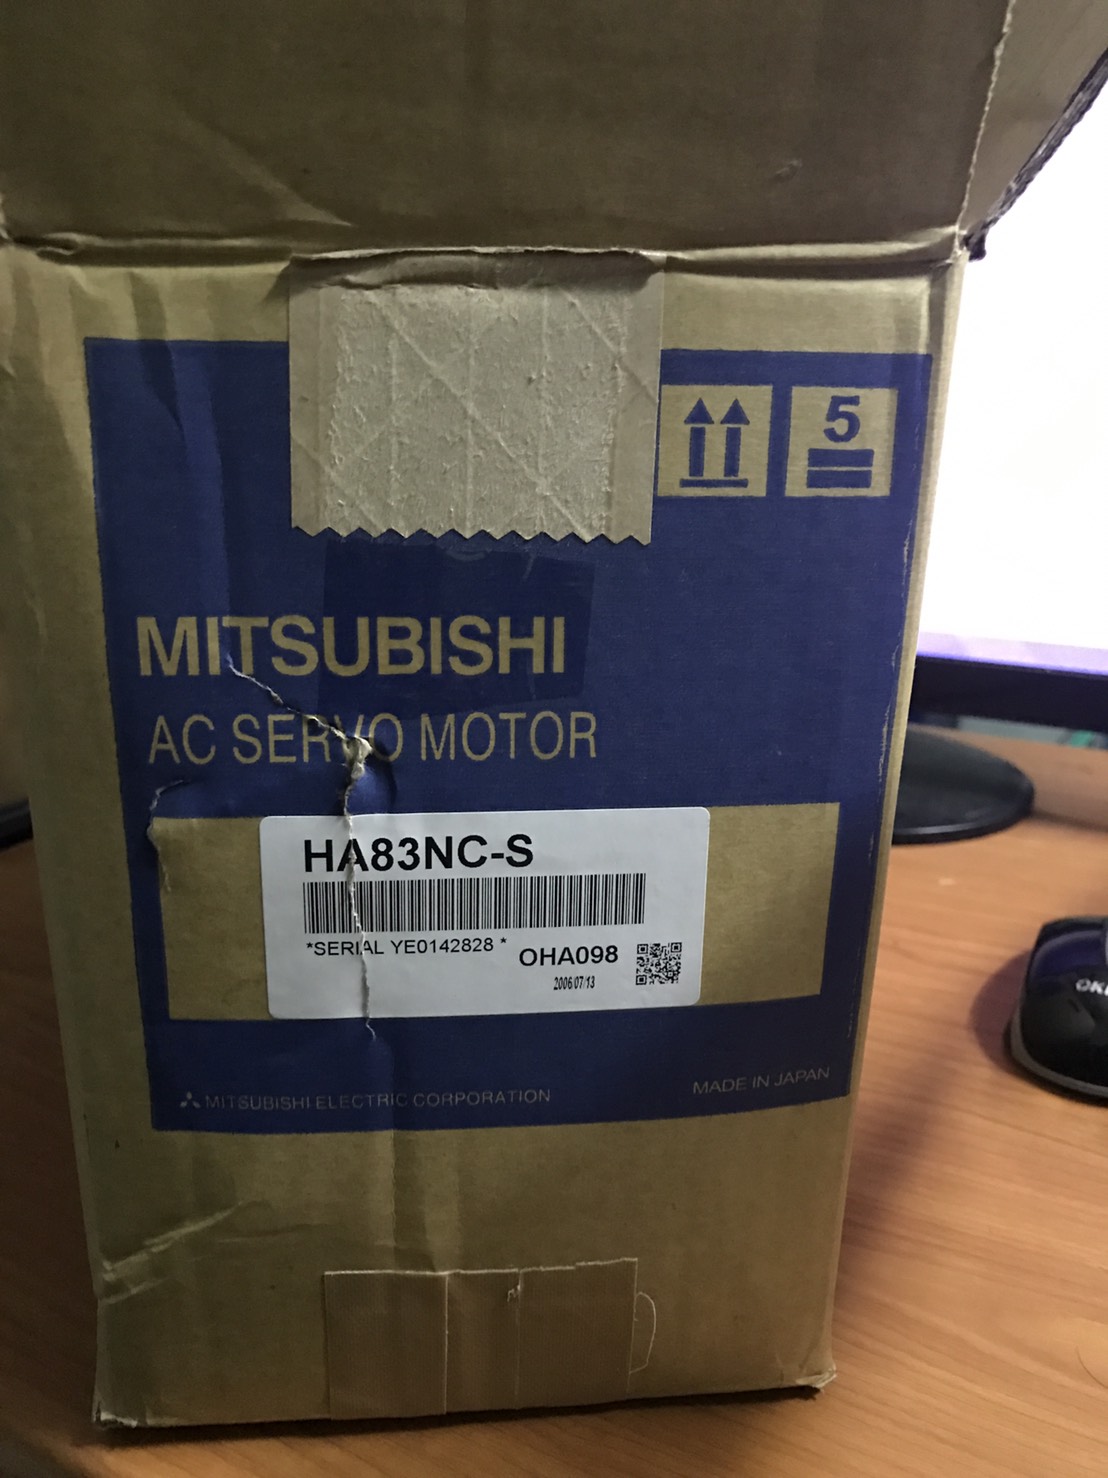 5
MITSUBISHI
AC SERVO MOTOR
HA83NC-S
*SERIAL YE0142828 *
OHA098
2006 07/13
MITSUBISHI ELECTRIC CORPORATION
MADE IN JAPAN